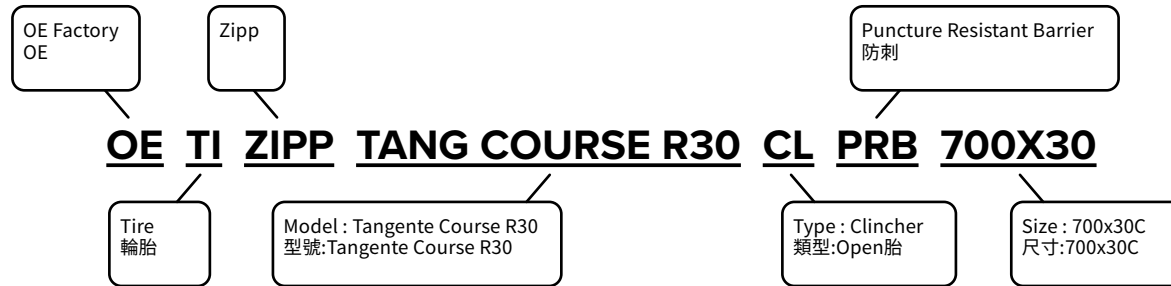 OE Factory
OE
Zipp
Puncture Resistant Barrier
防刺
OE TI ZIPP TANG COURSE R30 CL PRB 700X30
Tire
輪胎
Model : Tangente Course R30
型號:Tangente Course R30
Type : Clincher
類型:Open胎
Size : 700x30C
尺寸:700x30C